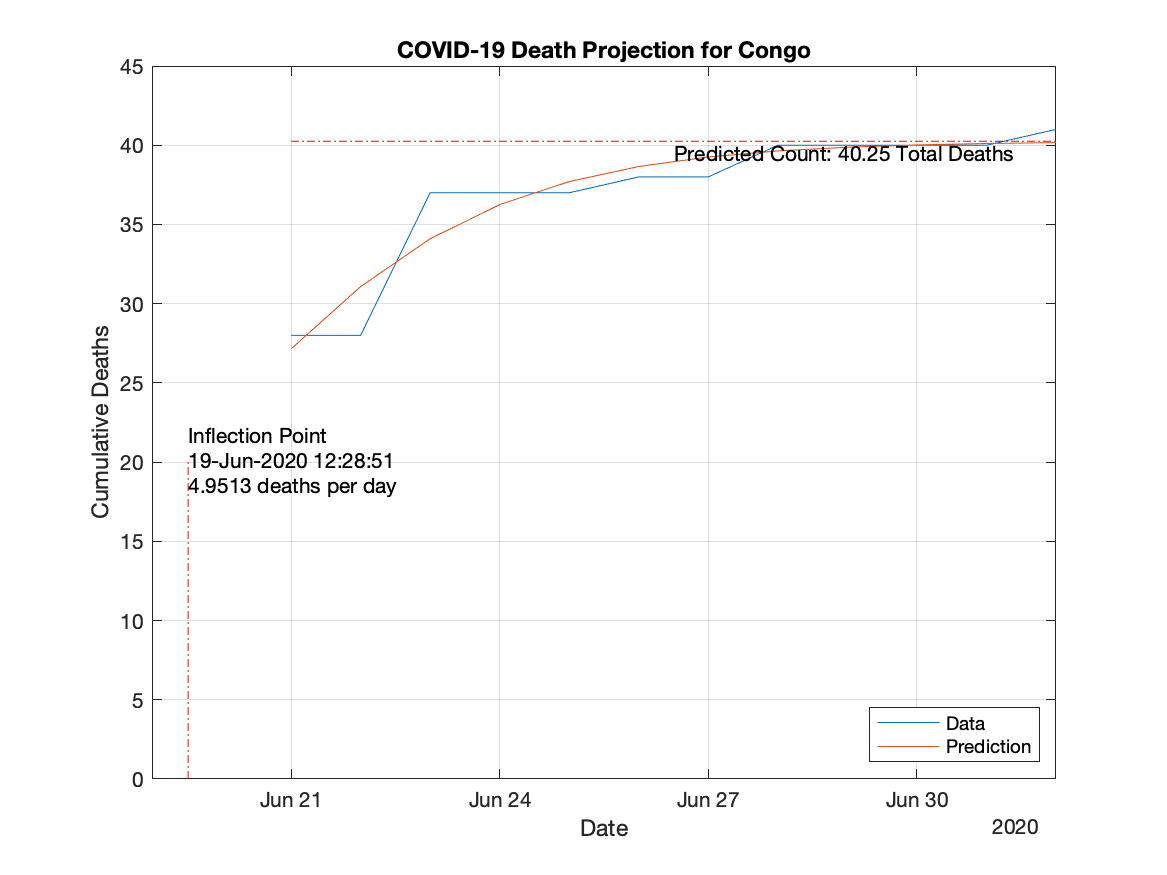 COVID-19 Death Projection for Congo
45
40
35
30
25
20
15
10
5
0
Cumulative Deaths
Predicted Count: 40.25 Total Deaths
Inflection Point
19-Jun-2020 12:28:51
4.9513 deaths per day
Data
Prediction
Jun 21
Jun 24
Jun 27
Jun 30
Date
2020